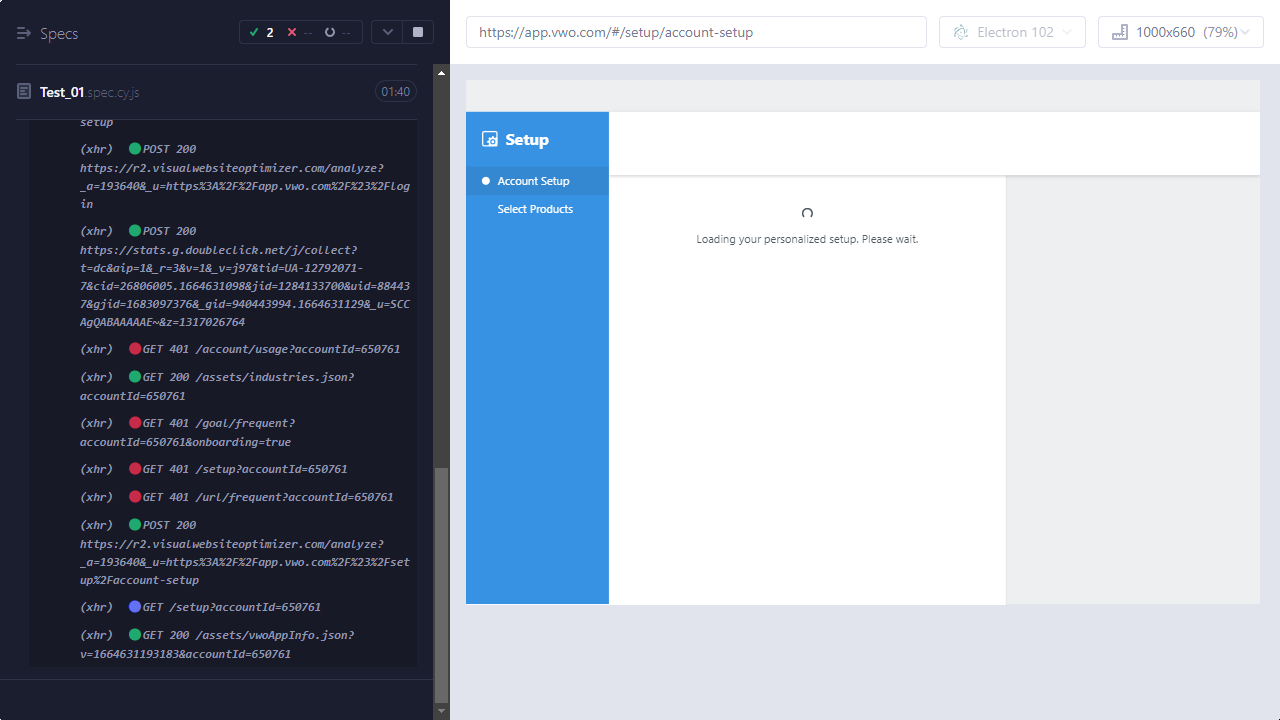 Specs
2 -- --
Test_01.spec.cy.js 01:40
setup
(xhr) POST 200
https://r2.visualwebsiteoptimizer.com/analyze?
_a=193640&_u=https%3A%2F%2Fapp.vwo.com%2F%23%2Flog
in
(xhr) POST 200
https://stats.g.doubleclick.net/j/collect?
t=dc&aip=1&_r=3&v=1&_v=j97&tid=UA-12792071-
7&cid=26806005.1664631098&jid=1284133700&uid=88443
7&gjid=1683097376&_gid=940443994.1664631129&_u=SCC
AgQABAAAAAE~&z=1317026764
(xhr) GET 401 /account/usage?accountId=650761
(xhr) GET 200 /assets/industries.json?
accountId=650761
(xhr) GET 401 /goal/frequent?
accountId=650761&onboarding=true
(xhr) GET 401 /setup?accountId=650761
(xhr) GET 401 /url/frequent?accountId=650761
(xhr) POST 200
https://r2.visualwebsiteoptimizer.com/analyze?
_a=193640&_u=https%3A%2F%2Fapp.vwo.com%2F%23%2Fset
up%2Faccount-setup
(xhr) GET /setup?accountId=650761
(xhr) GET 200 /assets/vwoAppInfo.json?
v=1664631193183&accountId=650761
https://app.vwo.com/#/setup/account-setup
Electron 102
1000x660 (79%)
Setup
Account Setup
Select Products
Loading your personalized setup. Please wait.